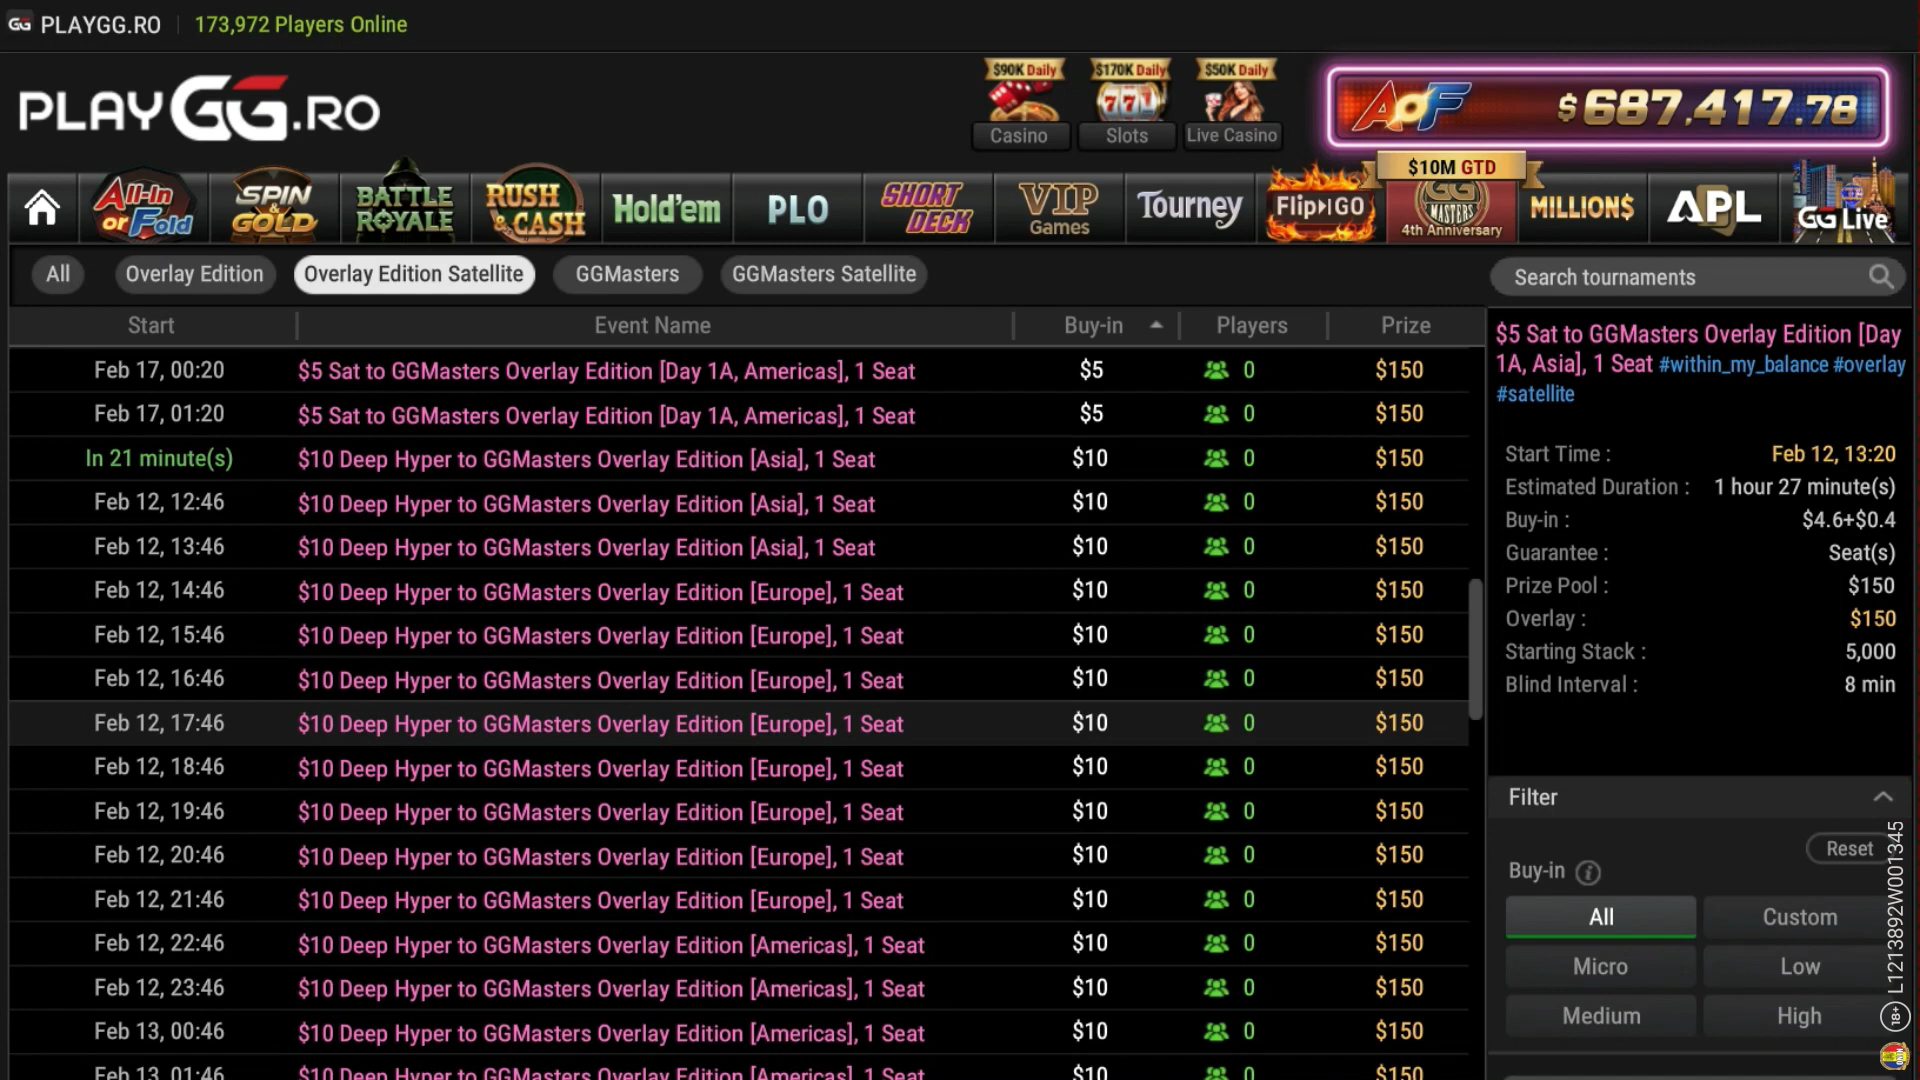 PLAYGG.RO 173,972 Players Online
PLAYGG.RO
$90K Daily $170K Daily $50K Daily
Casino Slots Live Casino
AoF $687,417.78
$10M GTD
All-In or Fold SPIN & GOLD BATTLE ROYALE RUSH & CASH Hold'em PLO SHORT DECK VIP Games Tourney Flip GO GG MASTERS 4th Anniversary MILLION$ APL GG Live
All Overlay Edition Overlay Edition Satellite GGMasters GGMasters Satellite Search tournaments
Start Event Name Buy-in Players Prize
Feb 17, 00:20 $5 Sat to GGMasters Overlay Edition [Day 1A, Americas], 1 Seat $5 0 $150
Feb 17, 01:20 $5 Sat to GGMasters Overlay Edition [Day 1A, Americas], 1 Seat $5 0 $150
In 21 minute(s) $10 Deep Hyper to GGMasters Overlay Edition [Asia], 1 Seat $10 0 $150
Feb 12, 12:46 $10 Deep Hyper to GGMasters Overlay Edition [Asia], 1 Seat $10 0 $150
Feb 12, 13:46 $10 Deep Hyper to GGMasters Overlay Edition [Asia], 1 Seat $10 0 $150
Feb 12, 14:46 $10 Deep Hyper to GGMasters Overlay Edition [Europe], 1 Seat $10 0 $150
Feb 12, 15:46 $10 Deep Hyper to GGMasters Overlay Edition [Europe], 1 Seat $10 0 $150
Feb 12, 16:46 $10 Deep Hyper to GGMasters Overlay Edition [Europe], 1 Seat $10 0 $150
Feb 12, 17:46 $10 Deep Hyper to GGMasters Overlay Edition [Europe], 1 Seat $10 0 $150
Feb 12, 18:46 $10 Deep Hyper to GGMasters Overlay Edition [Europe], 1 Seat $10 0 $150
Feb 12, 19:46 $10 Deep Hyper to GGMasters Overlay Edition [Europe], 1 Seat $10 0 $150
Feb 12, 20:46 $10 Deep Hyper to GGMasters Overlay Edition [Europe], 1 Seat $10 0 $150
Feb 12, 21:46 $10 Deep Hyper to GGMasters Overlay Edition [Europe], 1 Seat $10 0 $150
Feb 12, 22:46 $10 Deep Hyper to GGMasters Overlay Edition [Americas], 1 Seat $10 0 $150
Feb 12, 23:46 $10 Deep Hyper to GGMasters Overlay Edition [Americas], 1 Seat $10 0 $150
Feb 13, 00:46 $10 Deep Hyper to GGMasters Overlay Edition [Americas], 1 Seat $10 0 $150
Feb 13, 01:46 $10 Deep Hyper to GGMasters Overlay Edition [Americas], 1 Seat $10 0 $150
$5 Sat to GGMasters Overlay Edition [Day
1A, Asia], 1 Seat #within_my_balance #overlay
#satellite
Start Time : Feb 12, 13:20
Estimated Duration : 1 hour 27 minute(s)
Buy-in : $4.6+$0.4
Guarantee : Seat(s)
Prize Pool : $150
Overlay : $150
Starting Stack : 5,000
Blind Interval : 8 min
Filter
Reset
Buy-in
All Custom
Micro Low
Medium High
18+ L1213892W001345